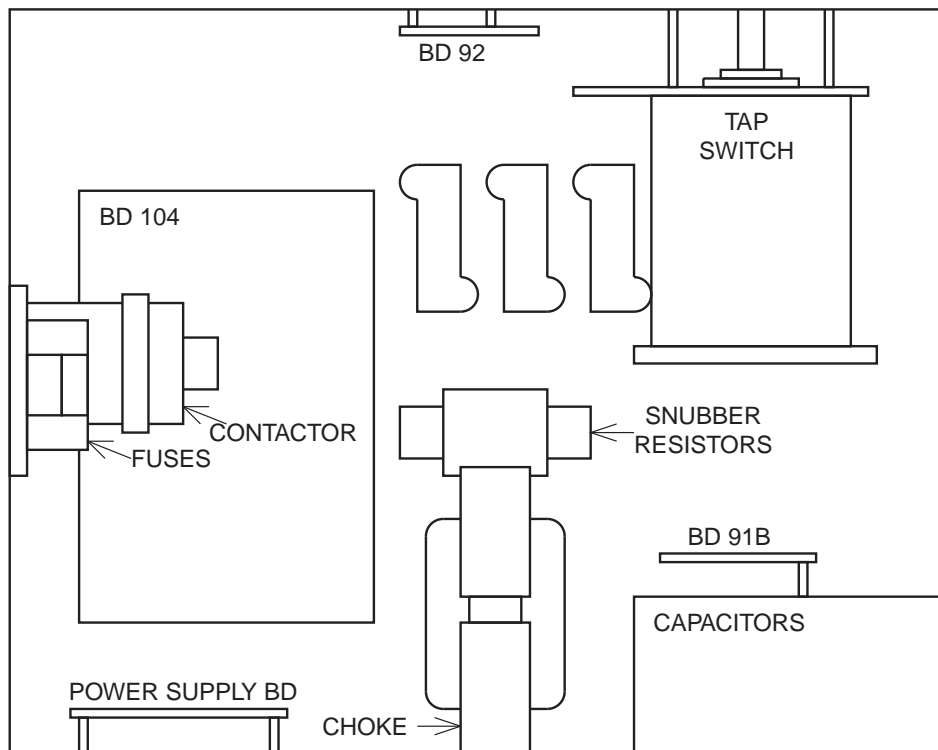 BD 92
TAP
SWITCH
BD 104
CONTACTOR
FUSES
SNUBBER
RESISTORS
BD 91B
CAPACITORS
POWER SUPPLY BD
CHOKE